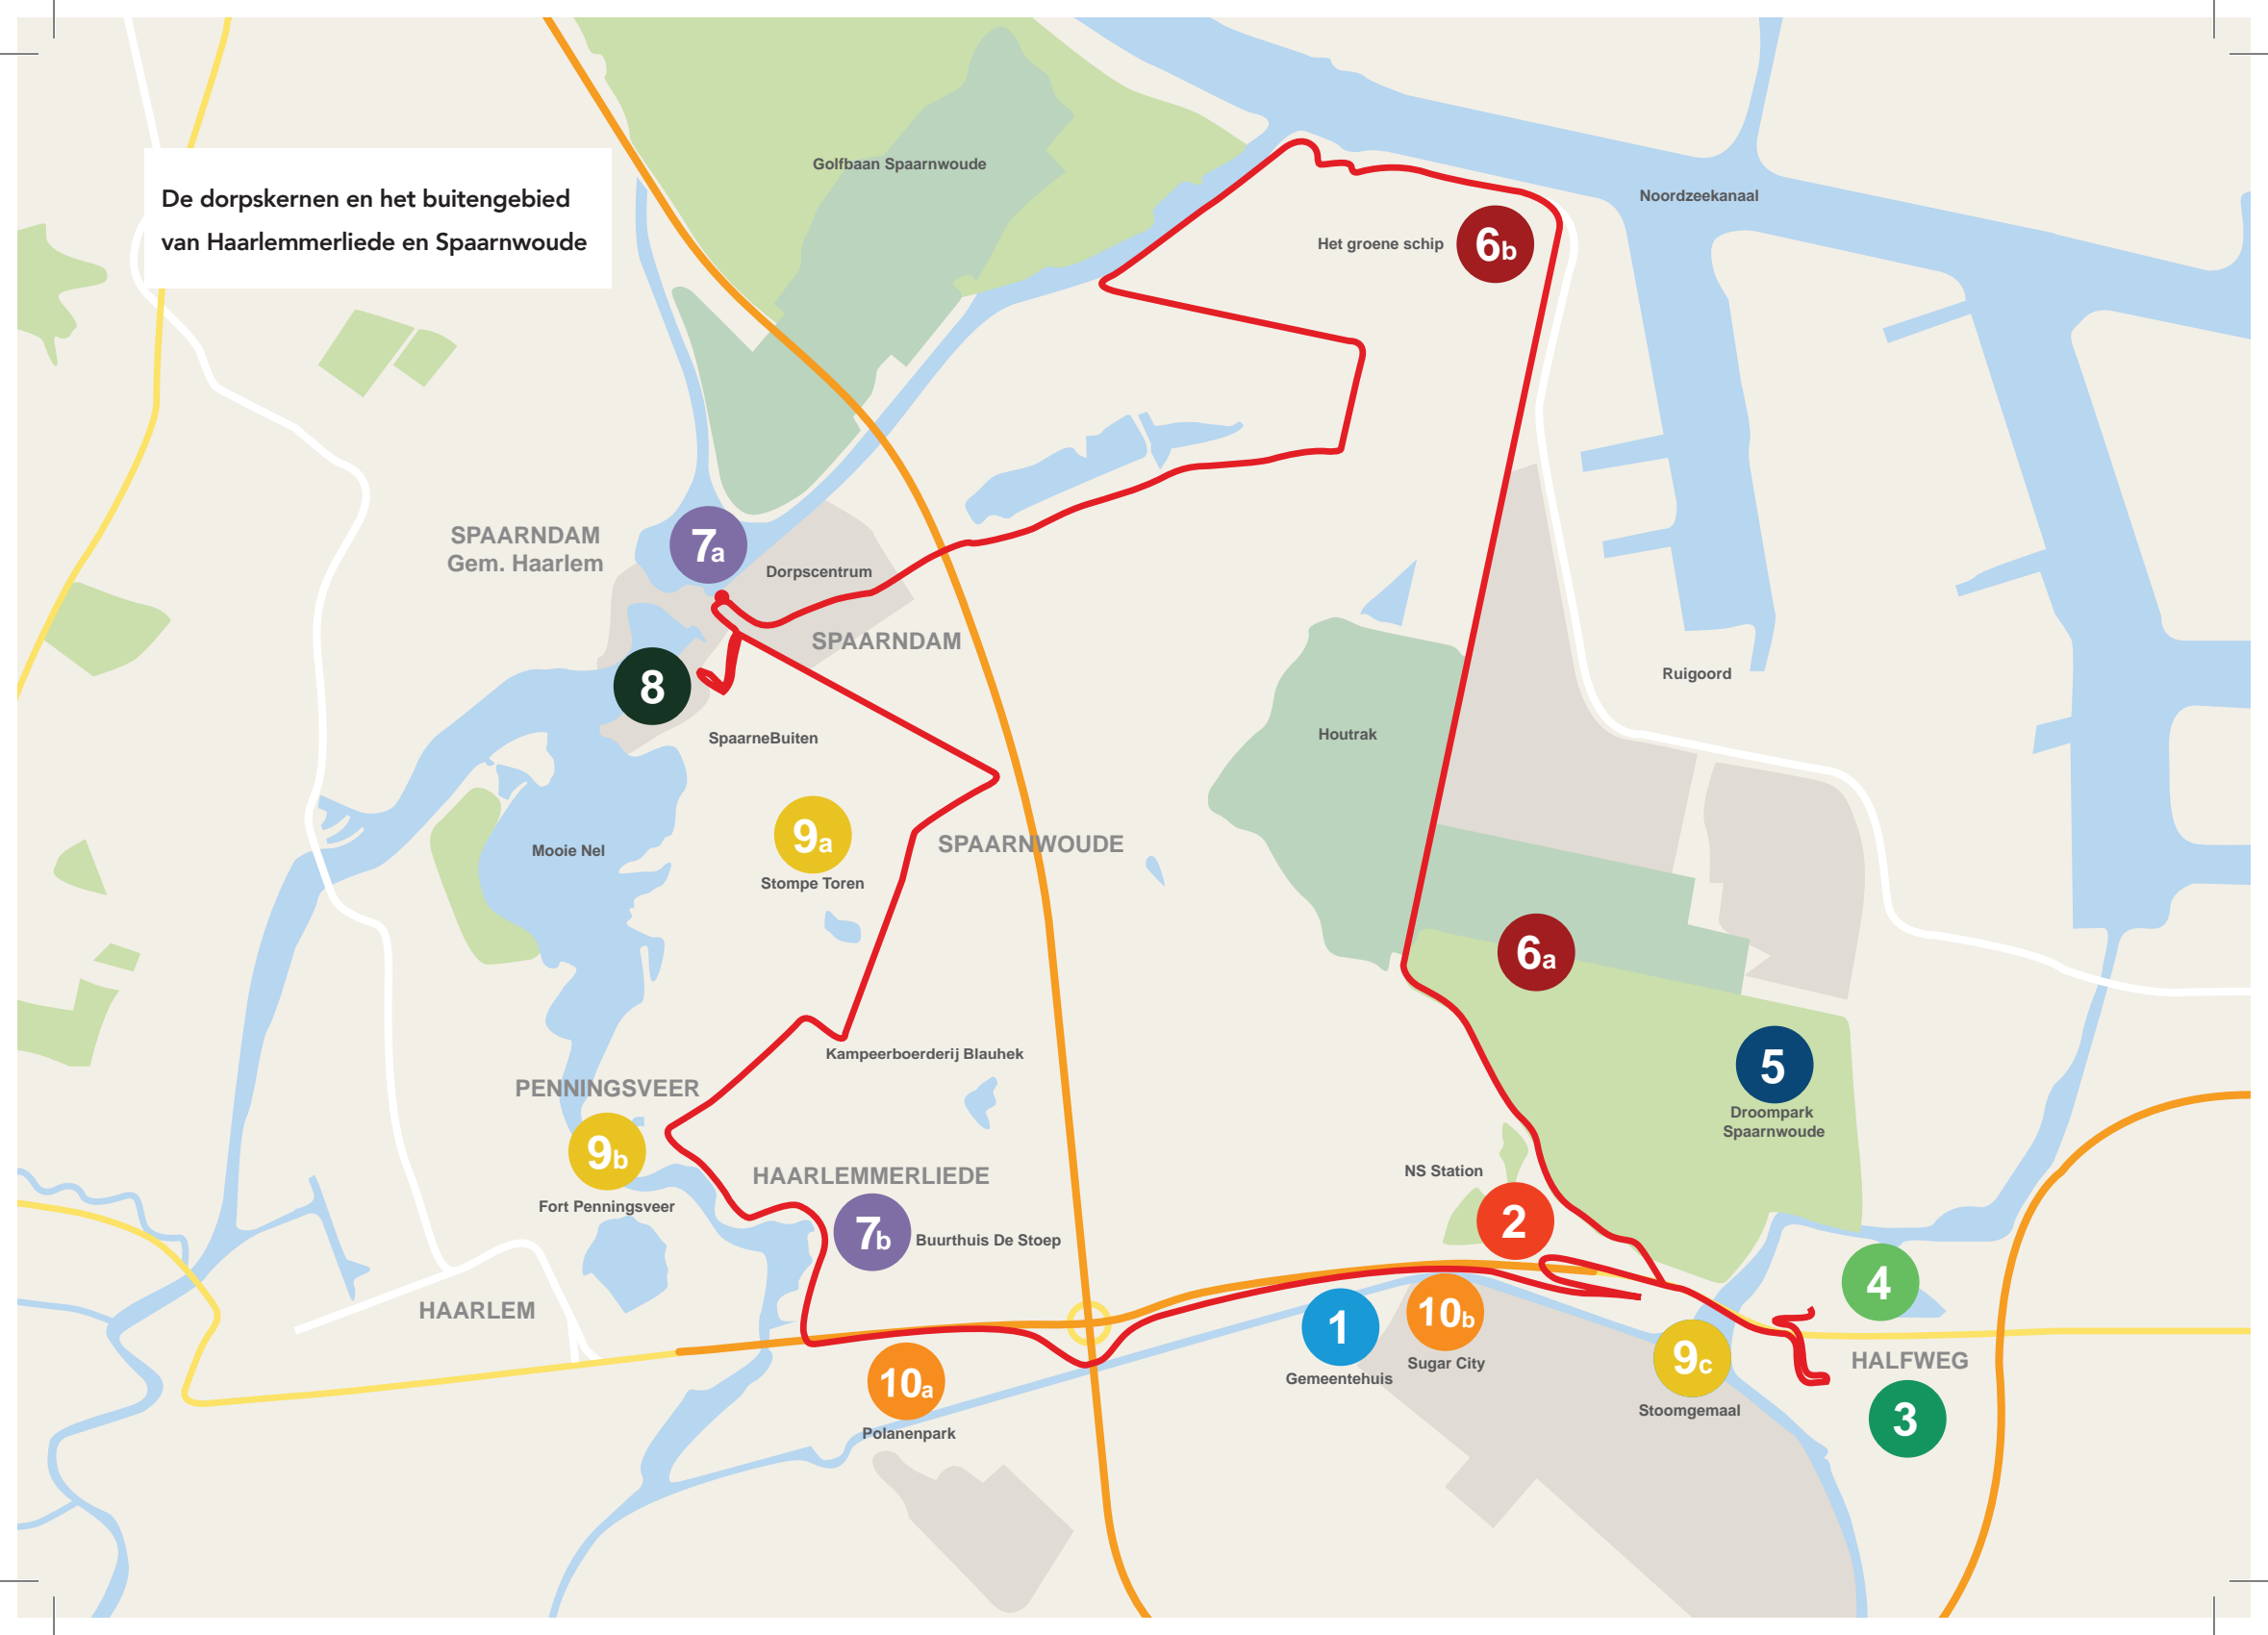 De dorpskernen en het buitengebied
van Haarlemmerliede en Spaarnwoude
Golfbaan Spaarnwoude
Noordzeekanaal
Het groene schip
6b
SPAARNDAM
Gem. Haarlem
7a
Dorpscentrum
SPAARNDAM
8
SpaarneBuiten
Ruigoord
Houtrak
9a
Stompe Toren
SPAARNWOUDE
Mooie Nel
6a
Kampeerboerderij Blauhek
5
Droompark
Spaarnwoude
PENNINGSVEER
9b
Fort Penningsveer
HAARLEMMERLIEDE
7b
Buurthuis De Stoep
NS Station
2
HAARLEM
1
Gemeentehuis
10b
Sugar City
4
9c
Stoomgemaal
HALFWEG
3
10a
Polanenpark